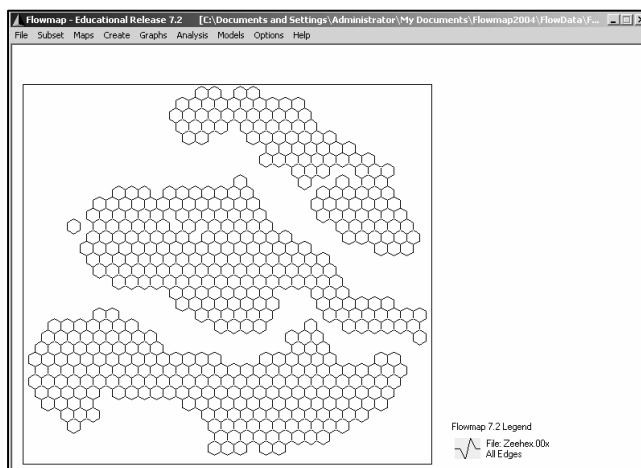 Flowmap - Educational Release 7.2 [C:\Documents and Settings\Administrator\My Documents\Flowmap2004\FlowData\F...
File Subset Maps Create Graphs Analysis Models Options Help
Flowmap 7.2 Legend
File: Zeehex.00x
All Edges